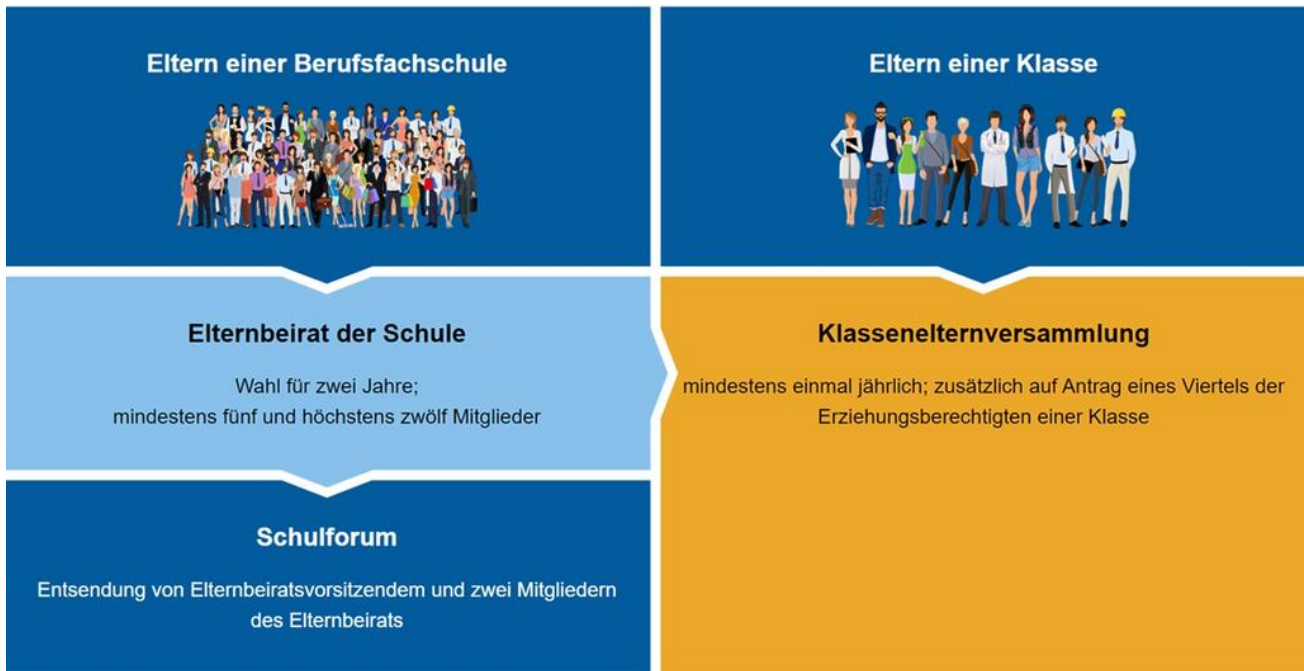 Eltern einer Berufsfachschule
Eltern einer Klasse
Elternbeirat der Schule
Wahl für zwei Jahre;
mindestens fünf und höchstens zwölf Mitglieder
Klassenelternversammlung
mindestens einmal jährlich; zusätzlich auf Antrag eines Viertels der
Erziehungsberechtigten einer Klasse
Schulforum
Entsendung von Elternbeiratsvorsitzendem und zwei Mitgliedern
des Elternbeirats